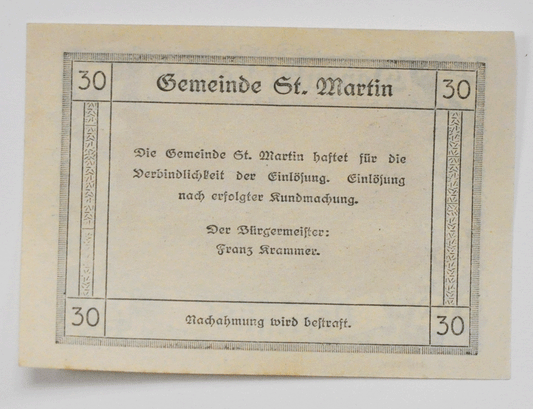 30 Gemeinde St. Martin 30
Die Gemeinde St. Martin haftet für die
Verbindlichkeit der Einlösung. Einlösung
nach erfolgter Kundmachung.
Der Bürgermeister:
Franz Krammer.
30 Nachahmung wird bestraft. 30